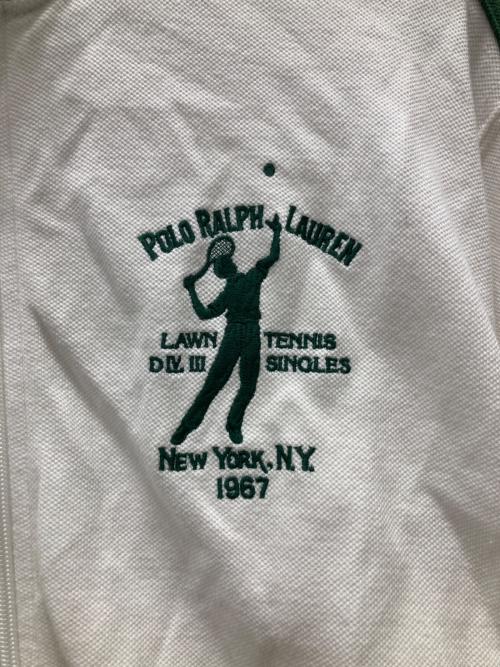 POLO RALPH LAUREN
LAWN TENNIS
DIV. III SINGLES
NEW YORK, N.Y.
1967